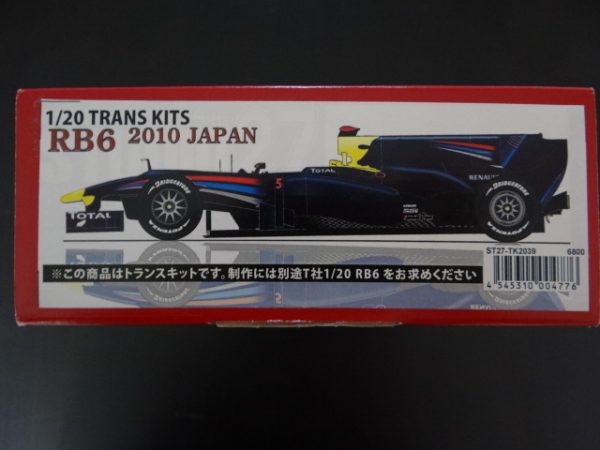 1/20 TRANS KITS
RB6 2010 JAPAN
BRIDGESTONE
POTENZA
TOTAL
5
TOTAL
RENAULT
BRIDGESTONE
POTENZA
ST27-TK2039 6800
※この商品はトランスキットです。制作には別途T社1/20 RB6 をお求めください
4 545310 004776